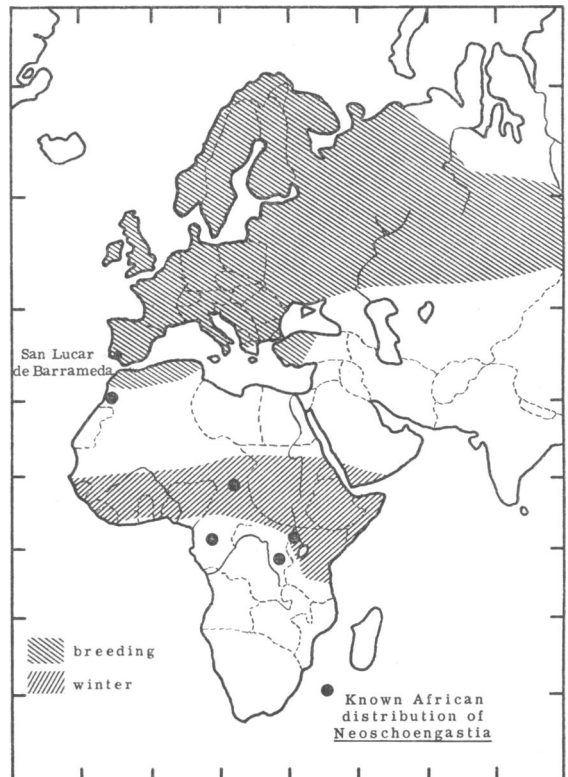 San Lucar
de Barrameda
breeding
winter
Known African
distribution of
Neoschoengastia